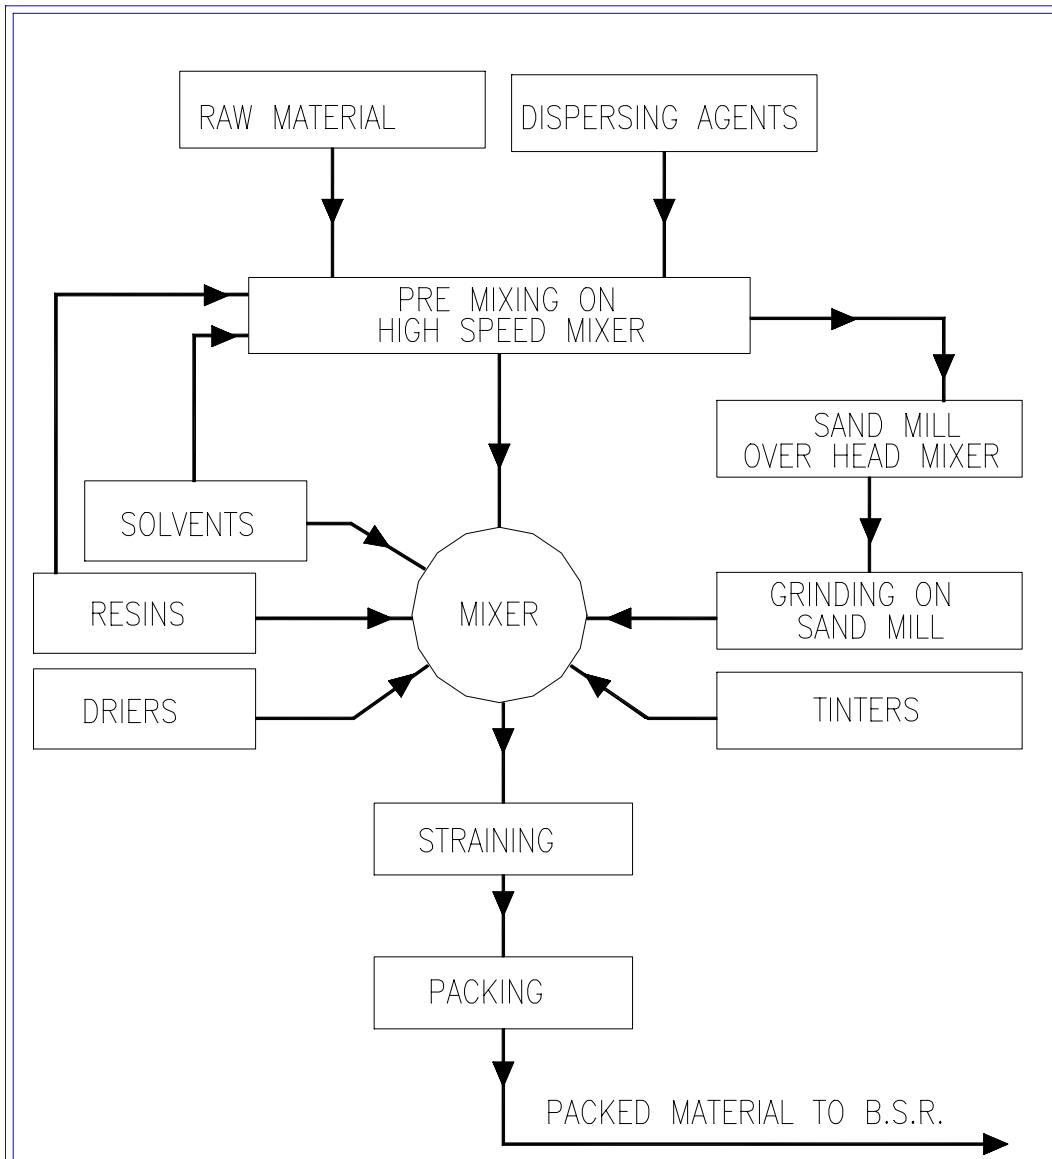 RAW MATERIAL
DISPERSING AGENTS
PRE MIXING ON
HIGH SPEED MIXER
SAND MILL
OVER HEAD MIXER
SOLVENTS
RESINS
MIXER
GRINDING ON
SAND MILL
DRIERS
TINTERS
STRAINING
PACKING
PACKED MATERIAL TO B.S.R.